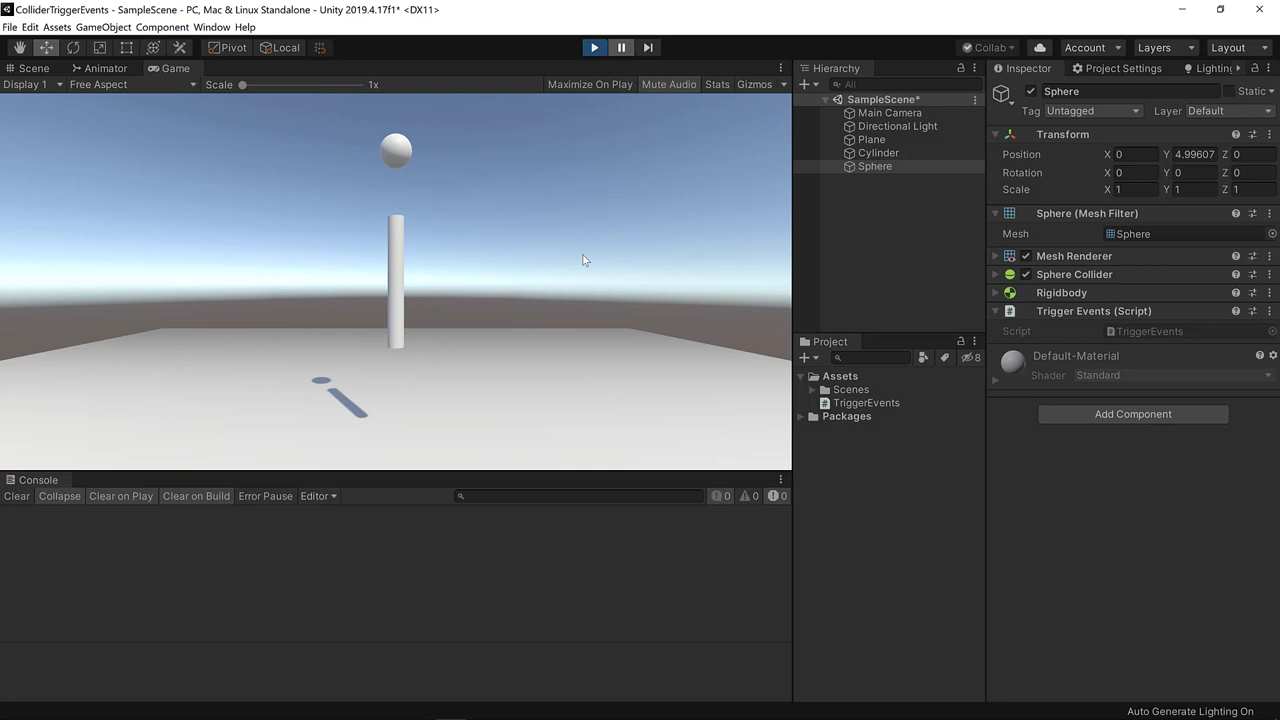 ColliderTriggerEvents - SampleScene - PC, Mac & Linux Standalone - Unity 2019.4.17f1* <DX11>
File Edit Assets GameObject Component Window Help
Pivot Local Collab Account Layers Layout
Scene Animator Game
Display 1 Free Aspect Scale 1x Maximize On Play Mute Audio Stats Gizmos
Hierarchy
All
SampleScene*
Main Camera
Directional Light
Plane
Cylinder
Sphere
Project
Assets
Scenes
TriggerEvents
Packages
8
Inspector Project Settings Lighting
Sphere Static
Tag Untagged Layer Default
Transform
Position X 0 Y 4.99607 Z 0
Rotation X 0 Y 0 Z 0
Scale X 1 Y 1 Z 1
Sphere (Mesh Filter)
Mesh Sphere
Mesh Renderer
Sphere Collider
Rigidbody
Trigger Events (Script)
Script TriggerEvents
Default-Material
Shader Standard
Add Component
Console
Clear Collapse Clear on Play Clear on Build Error Pause Editor 0 0 0
Auto Generate Lighting On